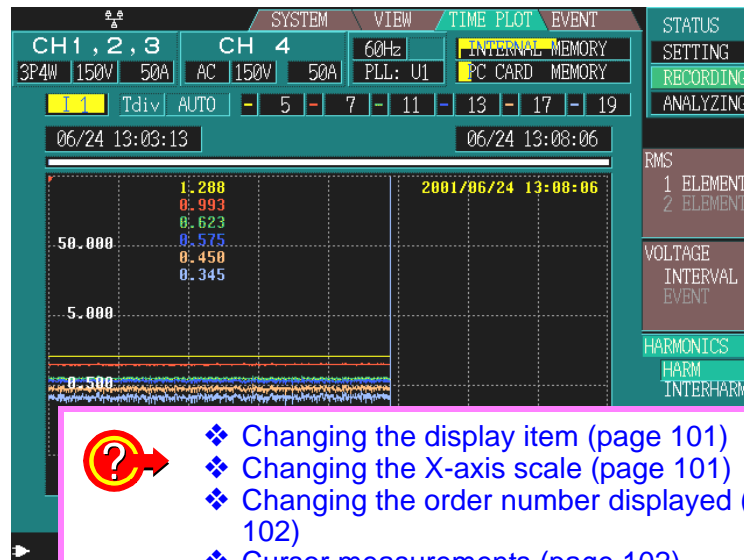 SYSTEM VIEW TIME PLOT EVENT
CH1,2,3 CH 4
3P4W 150V 50A AC 150V 50A
60Hz
PLL: U1
INTERNAL MEMORY
PC CARD MEMORY
I 1 Tdiv AUTO - 5 - 7 - 11 - 13 - 17 - 19
06/24 13:03:13 06/24 13:08:06
1.288 2001/06/24 13:08:06
0.993
0.623
0.575
0.450
0.345
50.000
5.000
0.500
STATUS
SETTING
RECORDING
ANALYZING
RMS
1 ELEMENT
2 ELEMENT
VOLTAGE
INTERVAL
EVENT
HARMONICS
HARM
INTERHARM
?
❖ Changing the display item (page 101)
❖ Changing the X-axis scale (page 101)
❖ Changing the order number displayed (
102)
❖ Cursor measurements (page 102)